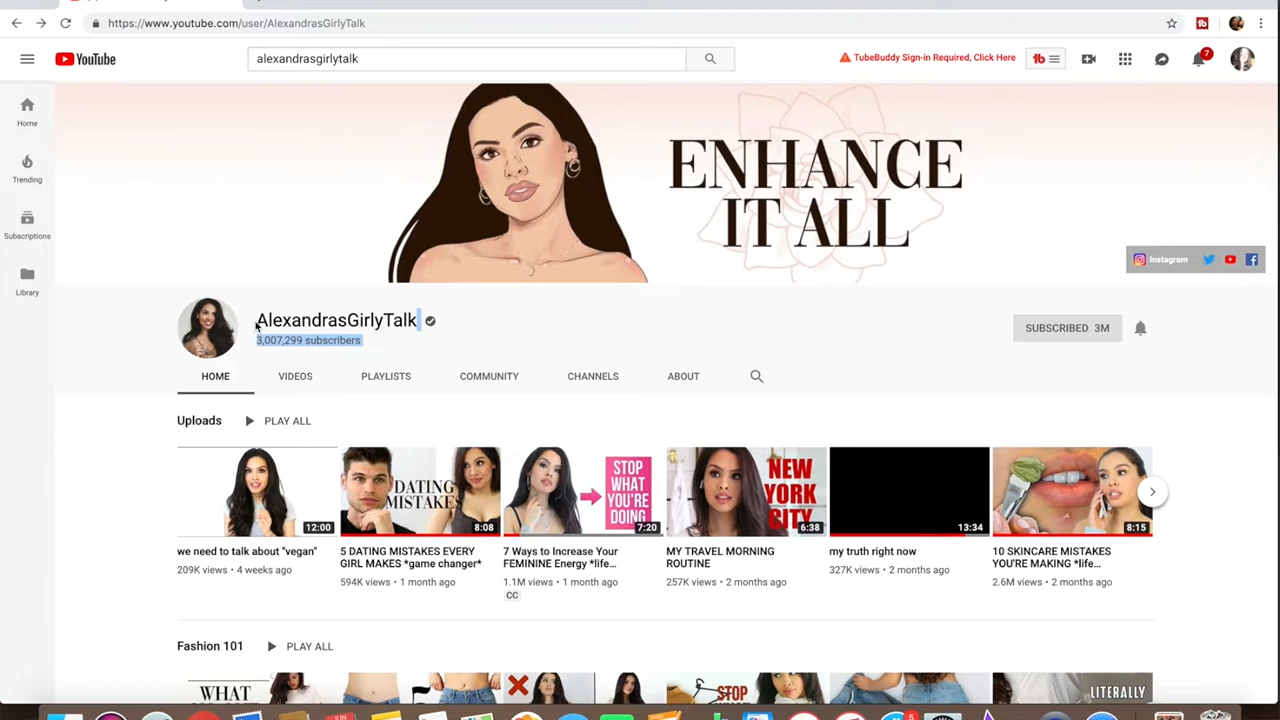 https://www.youtube.com/user/AlexandrasGirlyTalk
YouTube
alexandrasgirlytalk
TubeBuddy Sign-in Required, Click Here
tb
7
Home
Trending
Subscriptions
Library
ENHANCE
IT ALL
Instagram
AlexandrasGirlyTalk
3,007,299 subscribers
SUBSCRIBED 3M
HOME VIDEOS PLAYLISTS COMMUNITY CHANNELS ABOUT
Uploads PLAY ALL
12:00
DATING
MISTAKES
8:08
STOP
WHAT
YOU'RE
DOING
7:20
NEW
YORK
CITY
6:38
13:34
8:15
we need to talk about "vegan"
209K views • 4 weeks ago
5 DATING MISTAKES EVERY
GIRL MAKES *game changer*
594K views • 1 month ago
7 Ways to Increase Your
FEMININE Energy *life...
1.1M views • 1 month ago
CC
MY TRAVEL MORNING
ROUTINE
257K views • 2 months ago
my truth right now
327K views • 2 months ago
10 SKINCARE MISTAKES
YOU'RE MAKING *life...
2.6M views • 2 months ago
Fashion 101 PLAY ALL
WHAT
STOP
LITERALLY
5